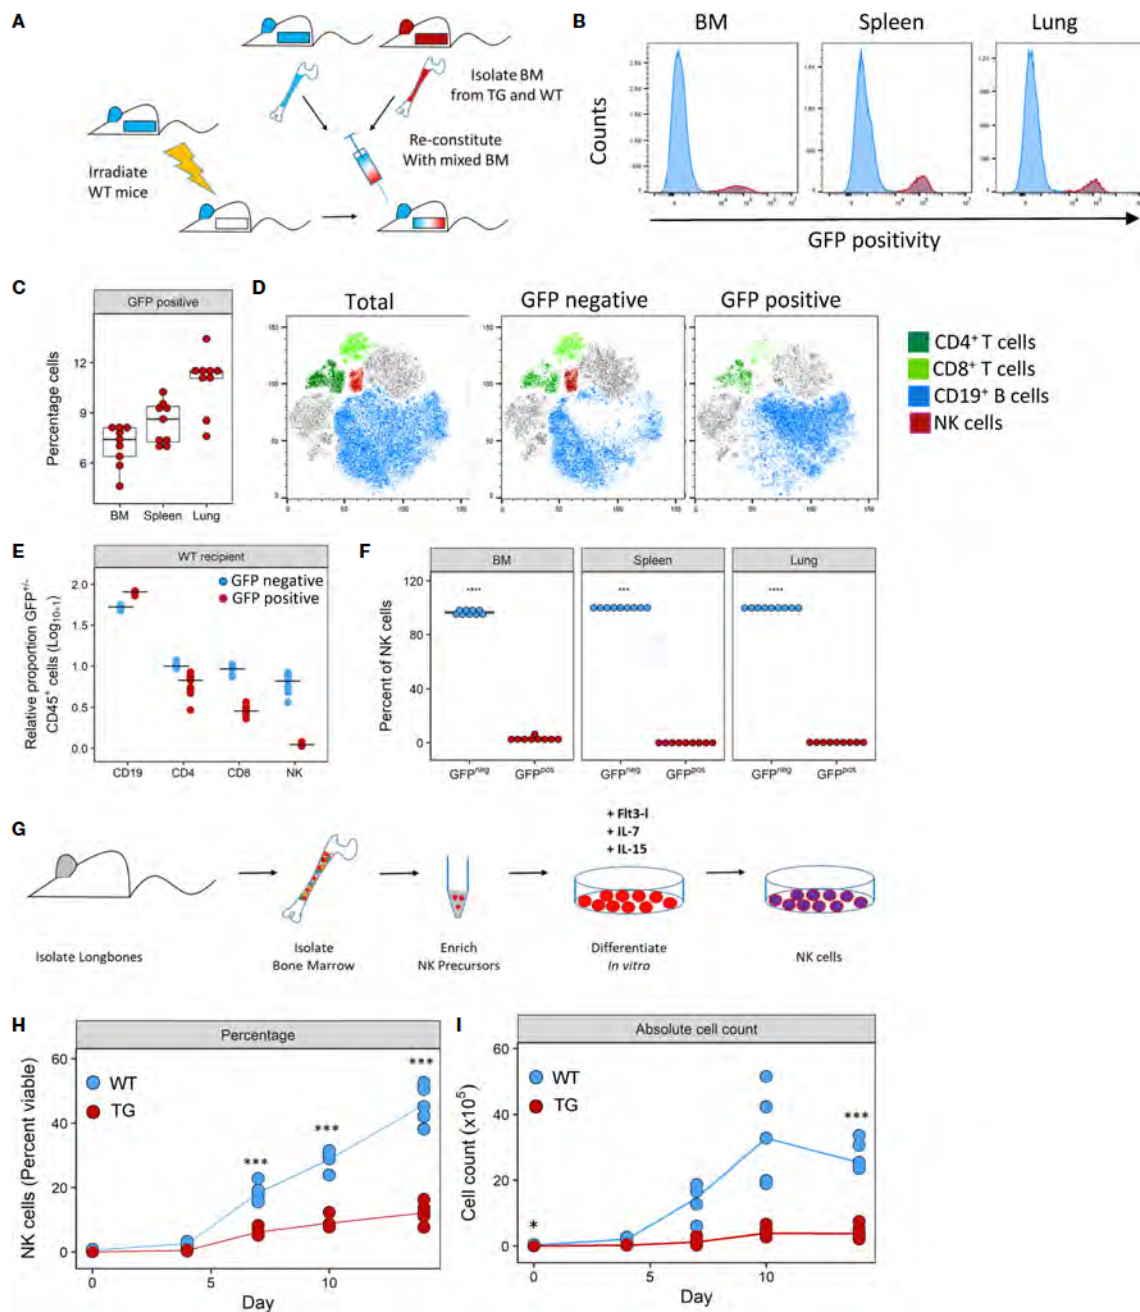 A
Isolate BM
from TG and WT
Re-constitute
With mixed BM
Irradiate
WT mice
B
BM
Spleen
Lung
Counts
GFP positivity
C
GFP positive
Percentage cells
12
9
6
BM
Spleen
Lung
D
Total
GFP negative
GFP positive
150
100
50
0
50
100
150
CD4⁺ T cells
CD8⁺ T cells
CD19⁺ B cells
NK cells
E
WT recipient
GFP negative
GFP positive
Relative proportion GFP⁺/⁻
CD45⁺ cells (Log₁₀₊₁)
2.0
1.5
1.0
0.5
0.0
CD19
CD4
CD8
NK
F
BM
Spleen
Lung
Percent of NK cells
120
80
40
0
****
***
****
GFPⁿᵉᵍ
GFPᵖᵒˢ
GFPⁿᵉᵍ
GFPᵖᵒˢ
GFPⁿᵉᵍ
GFPᵖᵒˢ
G
+ Flt3-l
+ IL-7
+ IL-15
Isolate Longbones
Isolate
Bone Marrow
Enrich
NK Precursors
Differentiate
In vitro
NK cells
H
Percentage
NK cells (Percent viable)
60
40
20
0
WT
TG
***
***
***
0
5
10
Day
I
Absolute cell count
Cell count (x10⁵)
60
40
20
0
WT
TG
*
***
0
5
10
Day